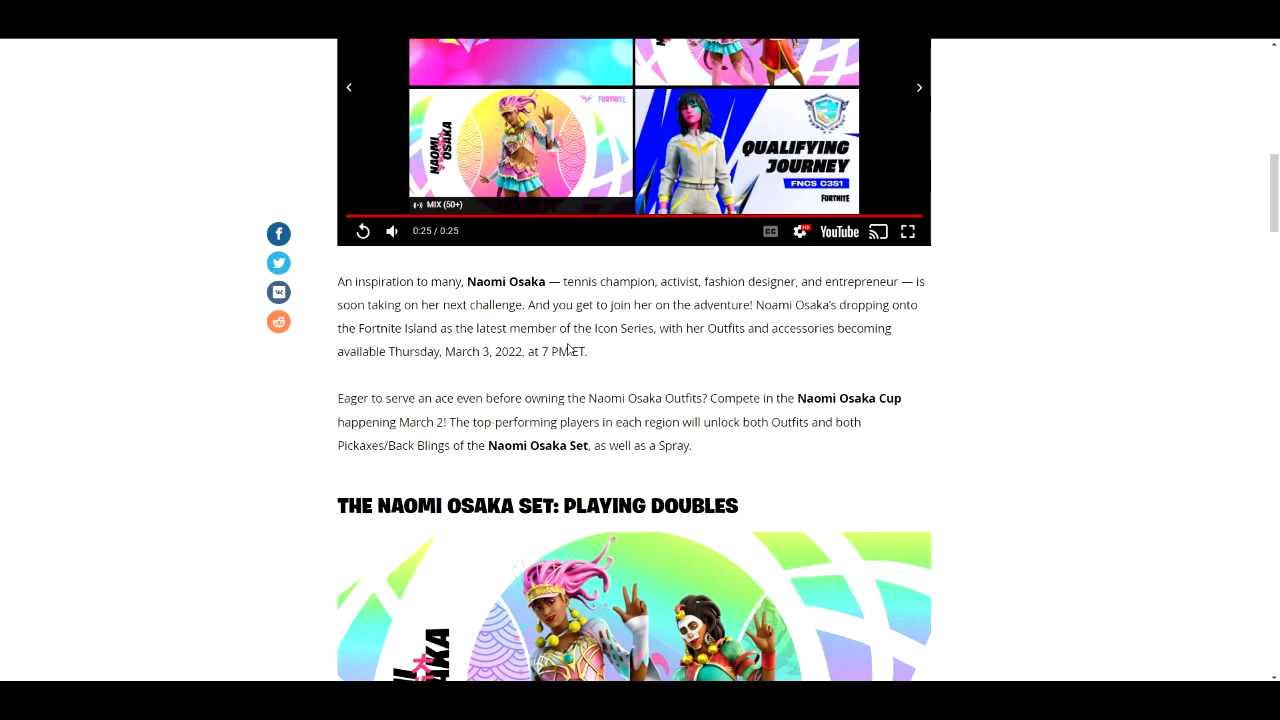 NAOMI
OSAKA
FORTNITE
MIX (50+)
QUALIFYING
JOURNEY
FNCS C3S1
FORTNITE
0:25 / 0:25
CC
HD
YouTube
An inspiration to many, Naomi Osaka — tennis champion, activist, fashion designer, and entrepreneur — is
soon taking on her next challenge. And you get to join her on the adventure! Noami Osaka's dropping onto
the Fortnite Island as the latest member of the Icon Series, with her Outfits and accessories becoming
available Thursday, March 3, 2022, at 7 PM ET.
Eager to serve an ace even before owning the Naomi Osaka Outfits? Compete in the Naomi Osaka Cup
happening March 2! The top-performing players in each region will unlock both Outfits and both
Pickaxes/Back Blings of the Naomi Osaka Set, as well as a Spray.
THE NAOMI OSAKA SET: PLAYING DOUBLES